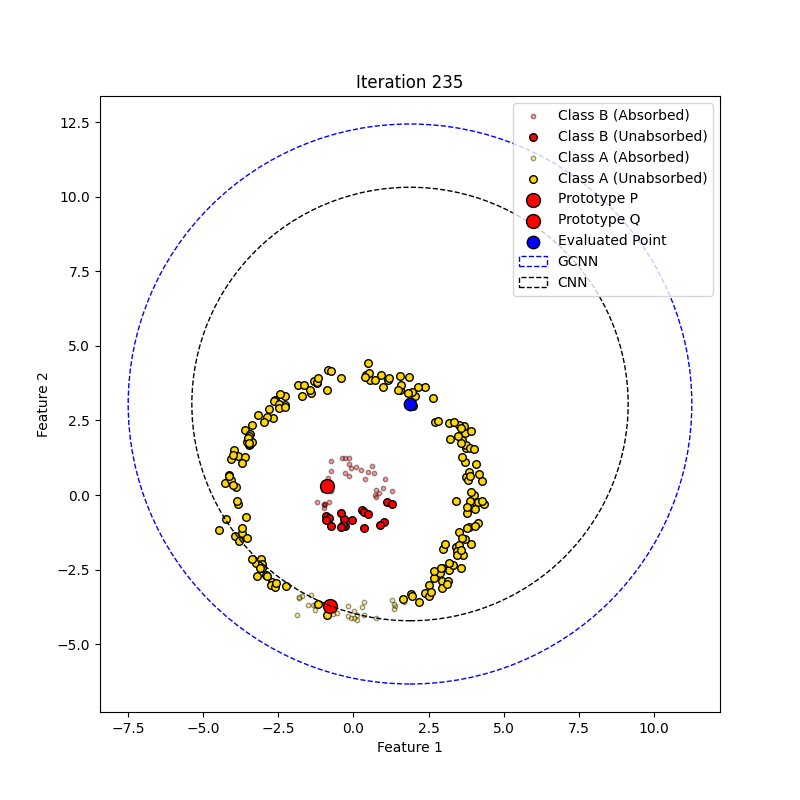 Iteration 235
Class B (Absorbed)
Class B (Unabsorbed)
Class A (Absorbed)
Class A (Unabsorbed)
Prototype P
Prototype Q
Evaluated Point
GCNN
CNN
12.5
10.0
7.5
5.0
2.5
0.0
−2.5
−5.0
Feature 2
−7.5 −5.0 −2.5 0.0 2.5 5.0 7.5 10.0
Feature 1